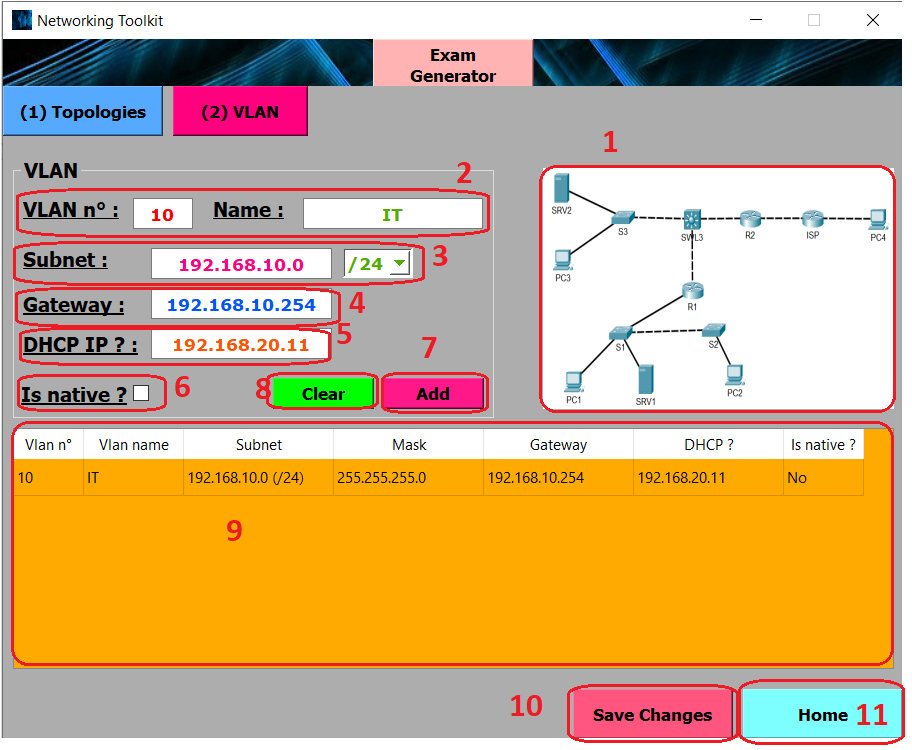 Networking Toolkit
Exam
Generator
(1) Topologies
(2) VLAN
1
VLAN
2
VLAN n° : 10 Name : IT
Subnet : 192.168.10.0 /24 3
Gateway : 192.168.10.254 4
DHCP IP ? : 192.168.20.11 5
7
Is native ? 6
8 Clear Add
SRV2
S3
SWL3
R2
ISP
PC4
PC3
R1
S1
S2
PC1
SRV1
PC2
Vlan n° Vlan name Subnet Mask Gateway DHCP ? Is native ?
10 IT 192.168.10.0 (/24) 255.255.255.0 192.168.10.254 192.168.20.11 No
9
10 Save Changes Home 11